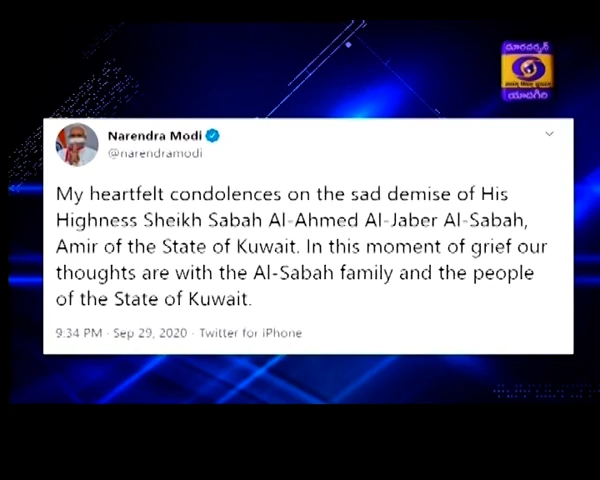 దూరదర్శన్
యాదగిరి
Narendra Modi
@narendramodi
My heartfelt condolences on the sad demise of His
Highness Sheikh Sabah Al-Ahmed Al-Jaber Al-Sabah,
Amir of the State of Kuwait. In this moment of grief our
thoughts are with the Al-Sabah family and the people
of the State of Kuwait.
9:34 PM · Sep 29, 2020 · Twitter for iPhone